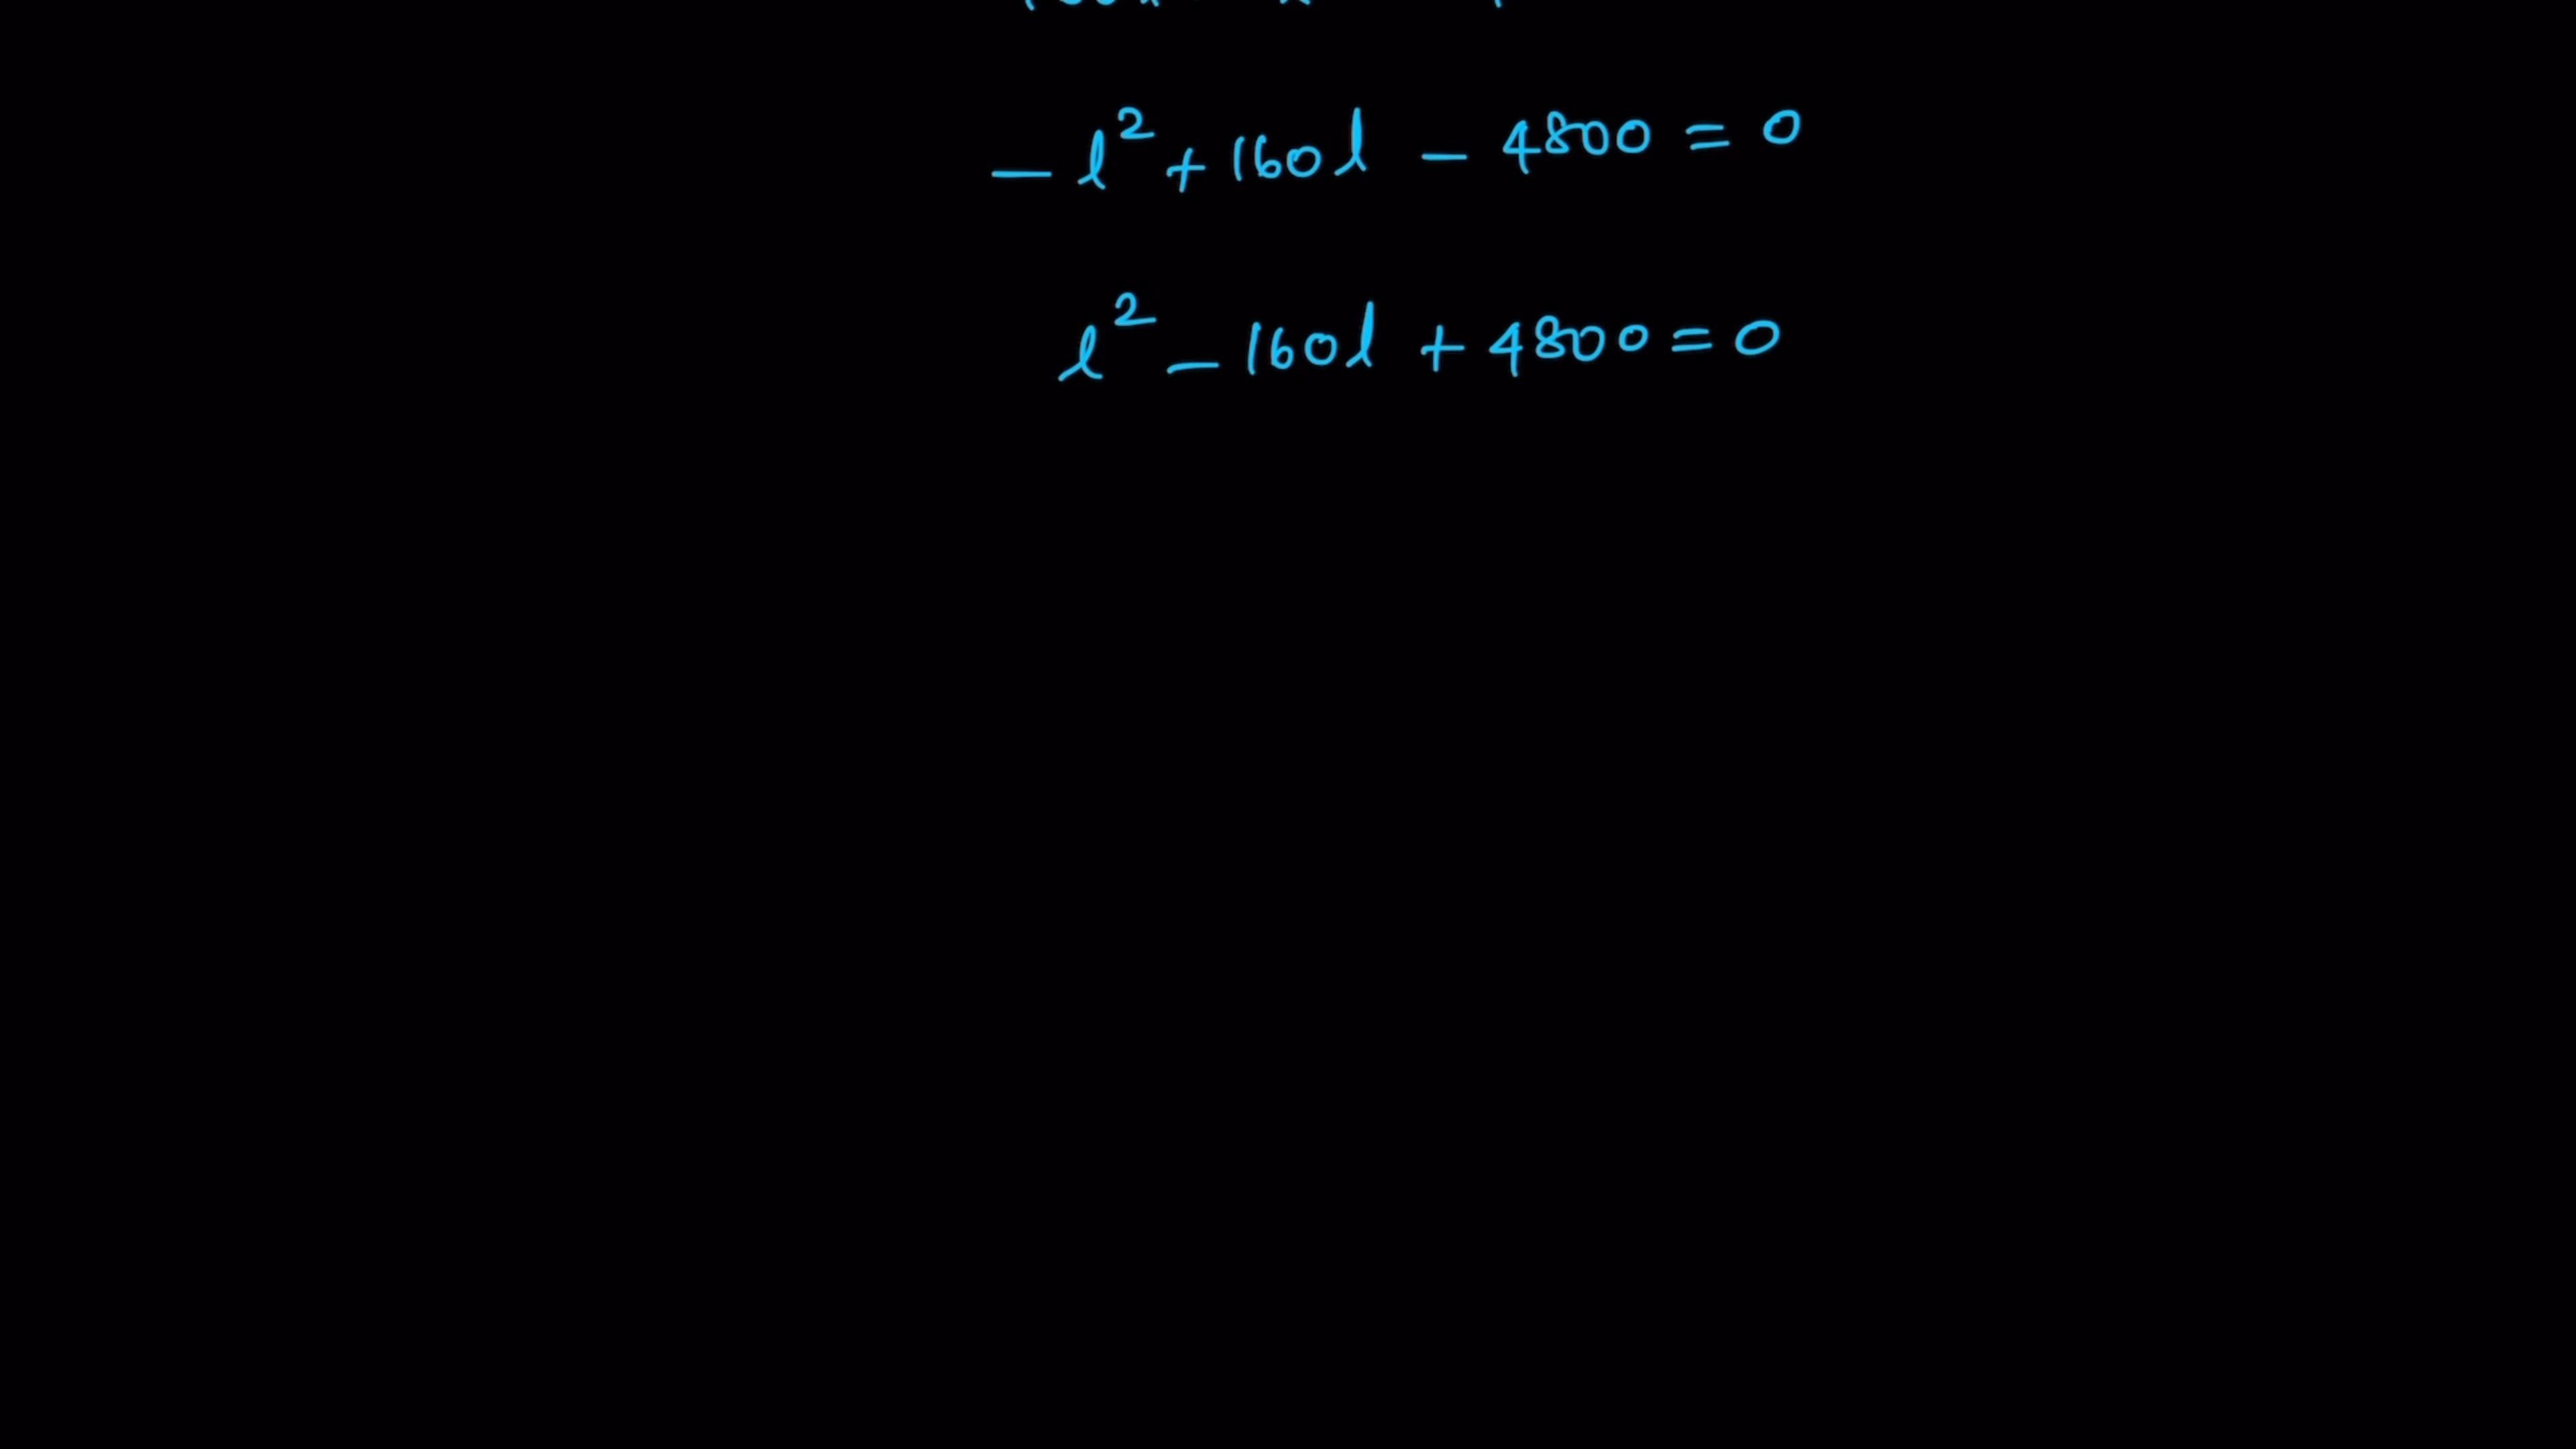 - l² + 160l - 4800 = 0
l² - 160l + 4800 = 0